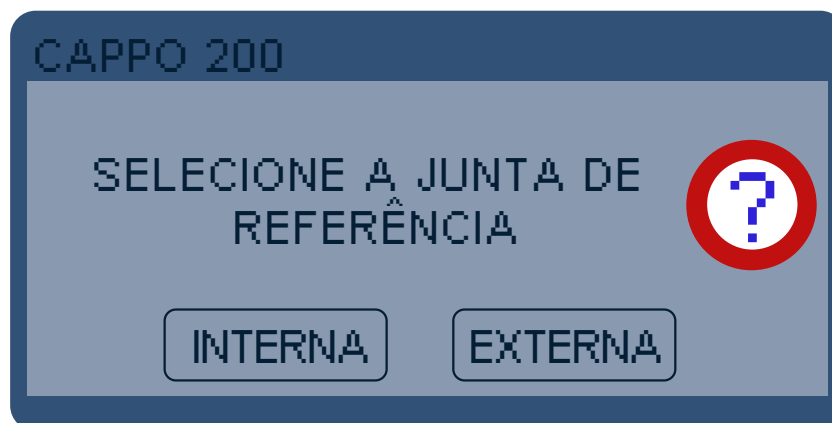 CAPPO 200
SELECIONE A JUNTA DE
REFERÊNCIA
?
INTERNA
EXTERNA